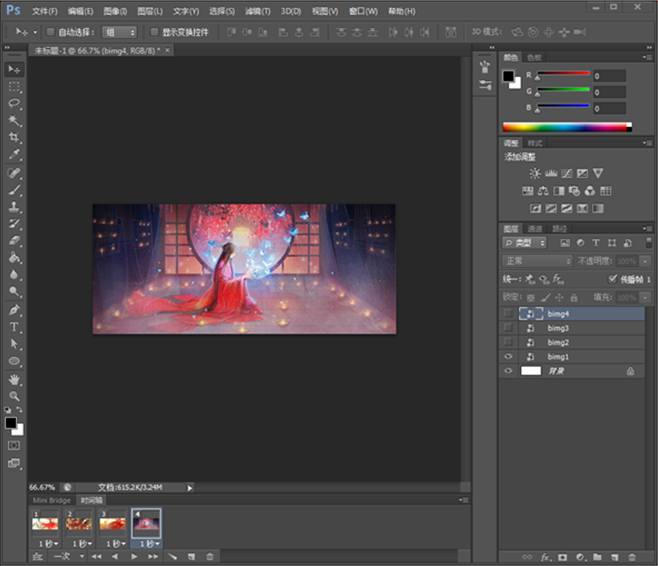 Ps 文件(F) 编辑(E) 图像(I) 图层(L) 文字(Y) 选择(S) 滤镜(T) 3D(D) 视图(V) 窗口(W) 帮助(H)
自动选择: 组 显示变换控件 3D 模式:
未标题-1 @ 66.7% (bimg4, RGB/8) * ×
颜色 色板
R 0
G 0
B 0
调整 样式
添加调整
图层 通道 路径
类型
正常 不透明度: 100%
统一: 传播帧 1
锁定: 填充: 100%
bimg4
bimg3
bimg2
bimg1
背景
66.67% 文档:615.2K/3.24M
Mini Bridge 时间轴
1 2 3 4
1 秒 1 秒 1 秒 1 秒
一次